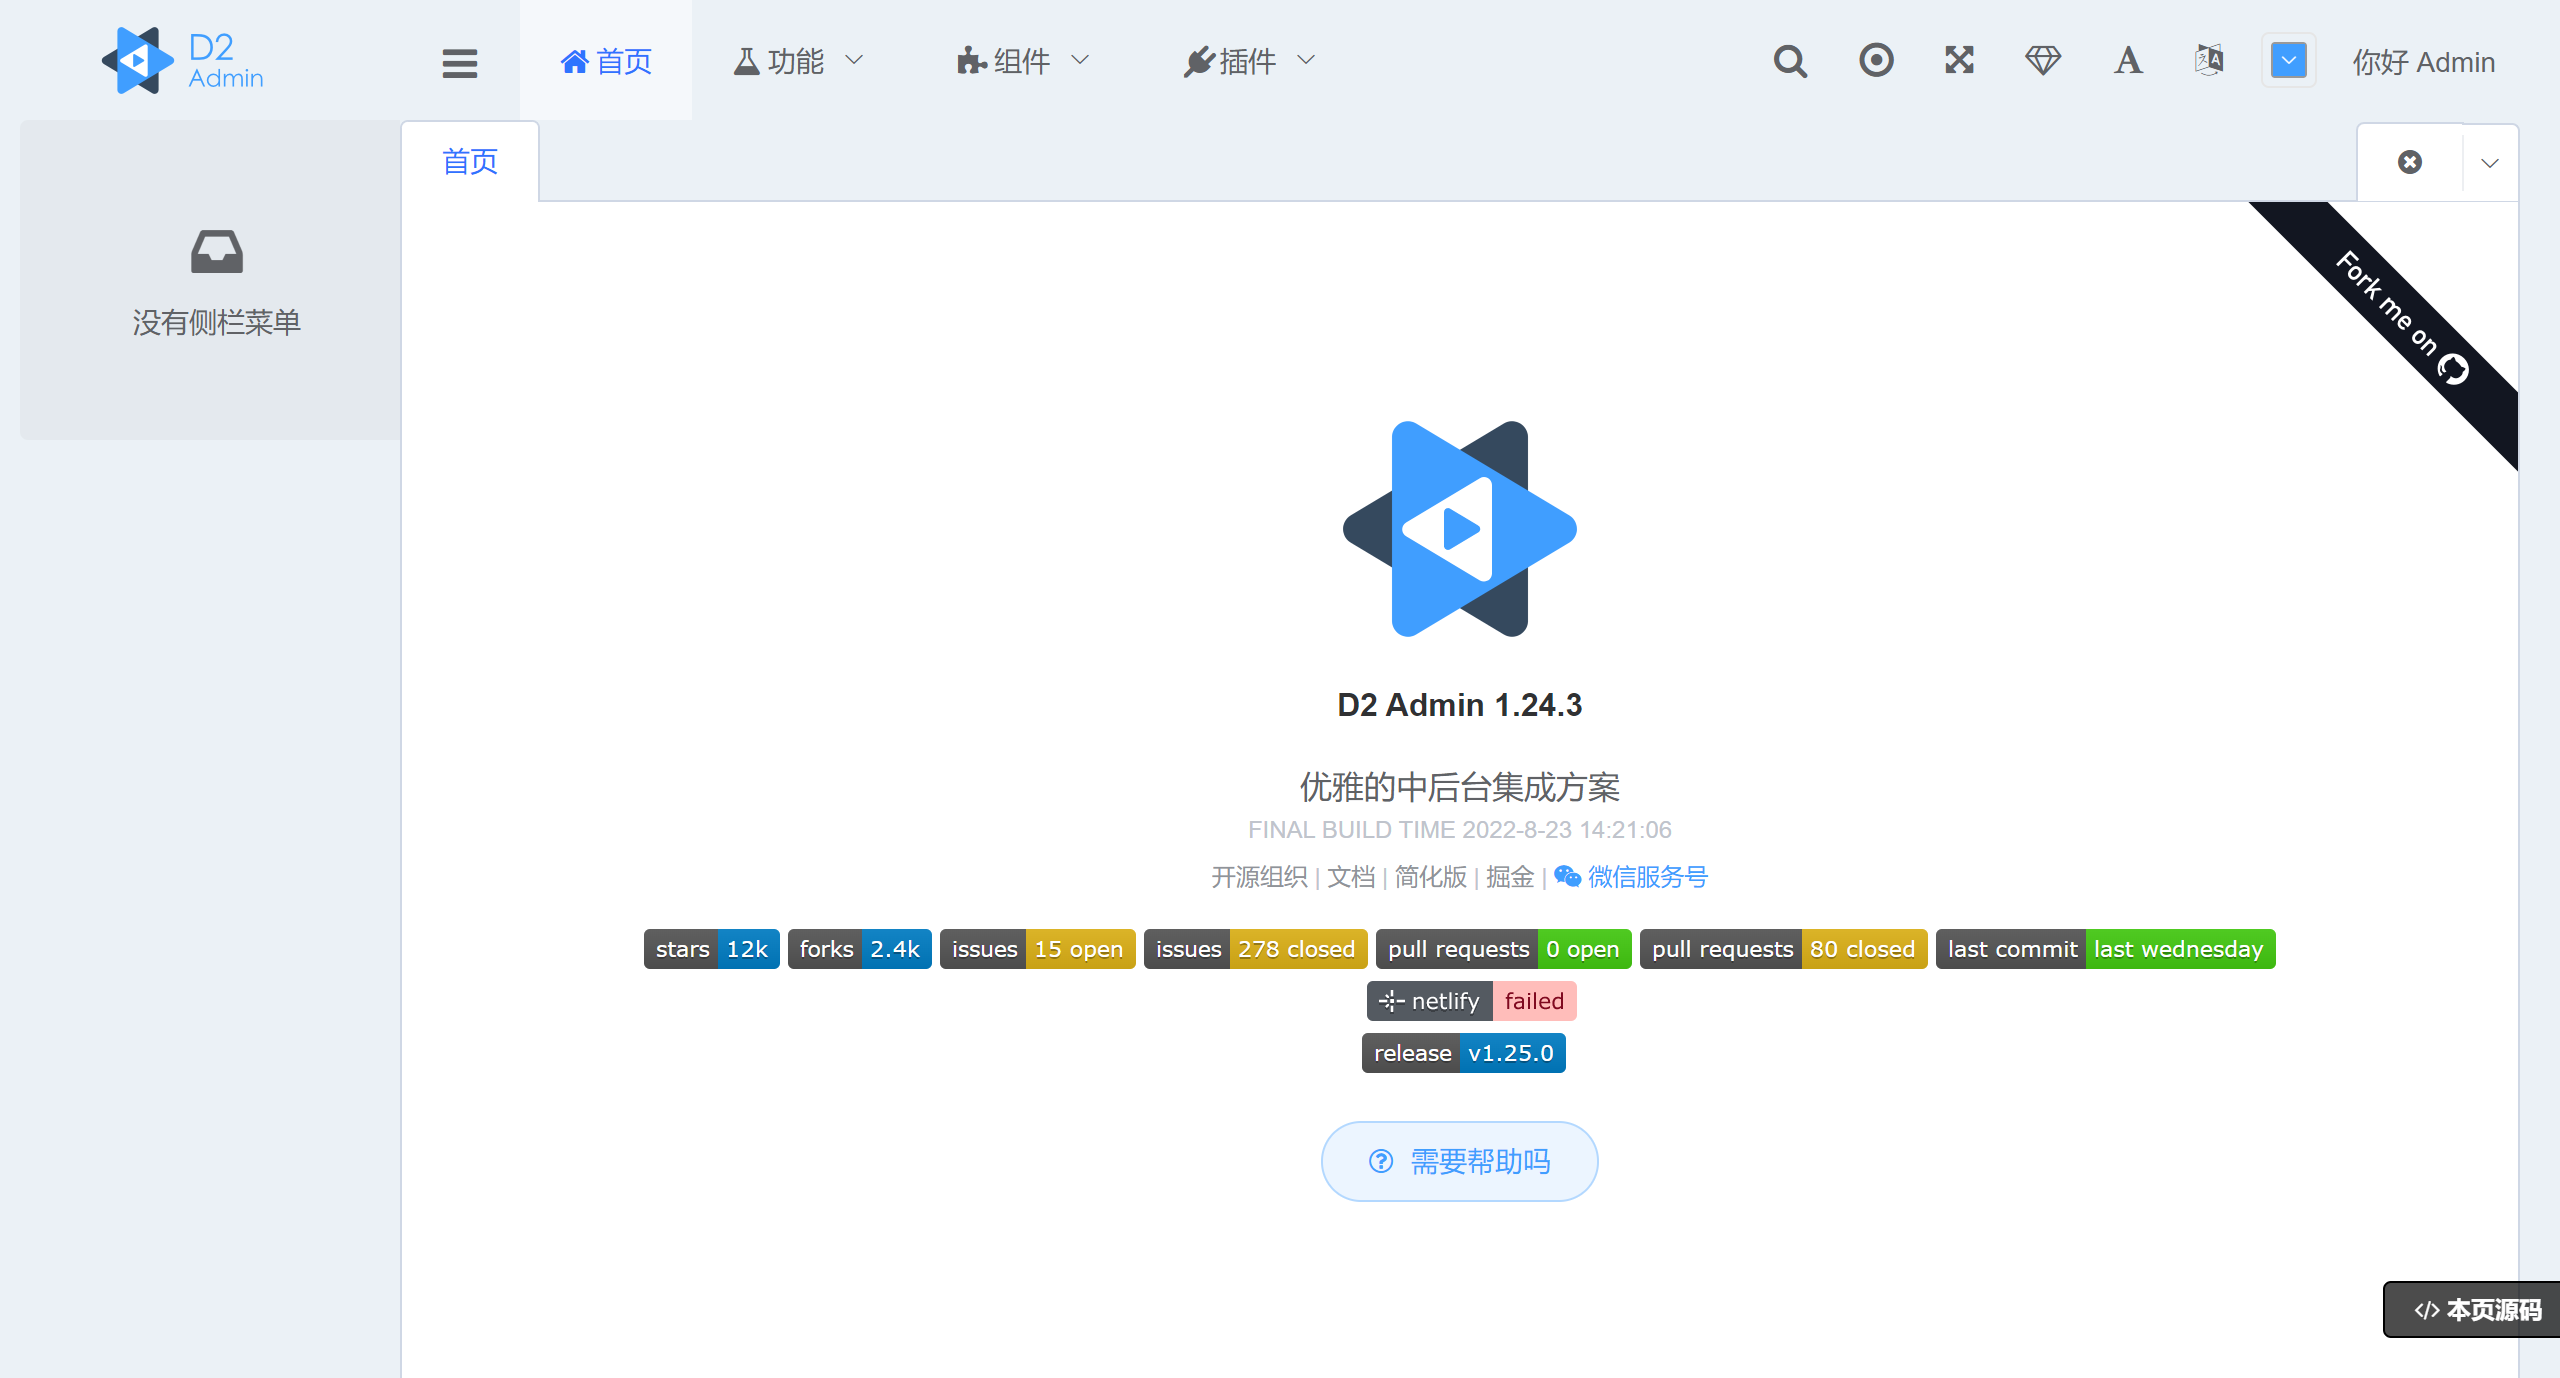 D2
Admin
首页
功能
组件
插件
你好 Admin
首页
没有侧栏菜单
Fork me on
D2 Admin 1.24.3
优雅的中后台集成方案
FINAL BUILD TIME 2022-8-23 14:21:06
开源组织 | 文档 | 简化版 | 掘金 | 微信服务号
stars 12k forks 2.4k issues 15 open issues 278 closed pull requests 0 open pull requests 80 closed last commit last wednesday
netlify failed
release v1.25.0
需要帮助吗
</> 本页源码